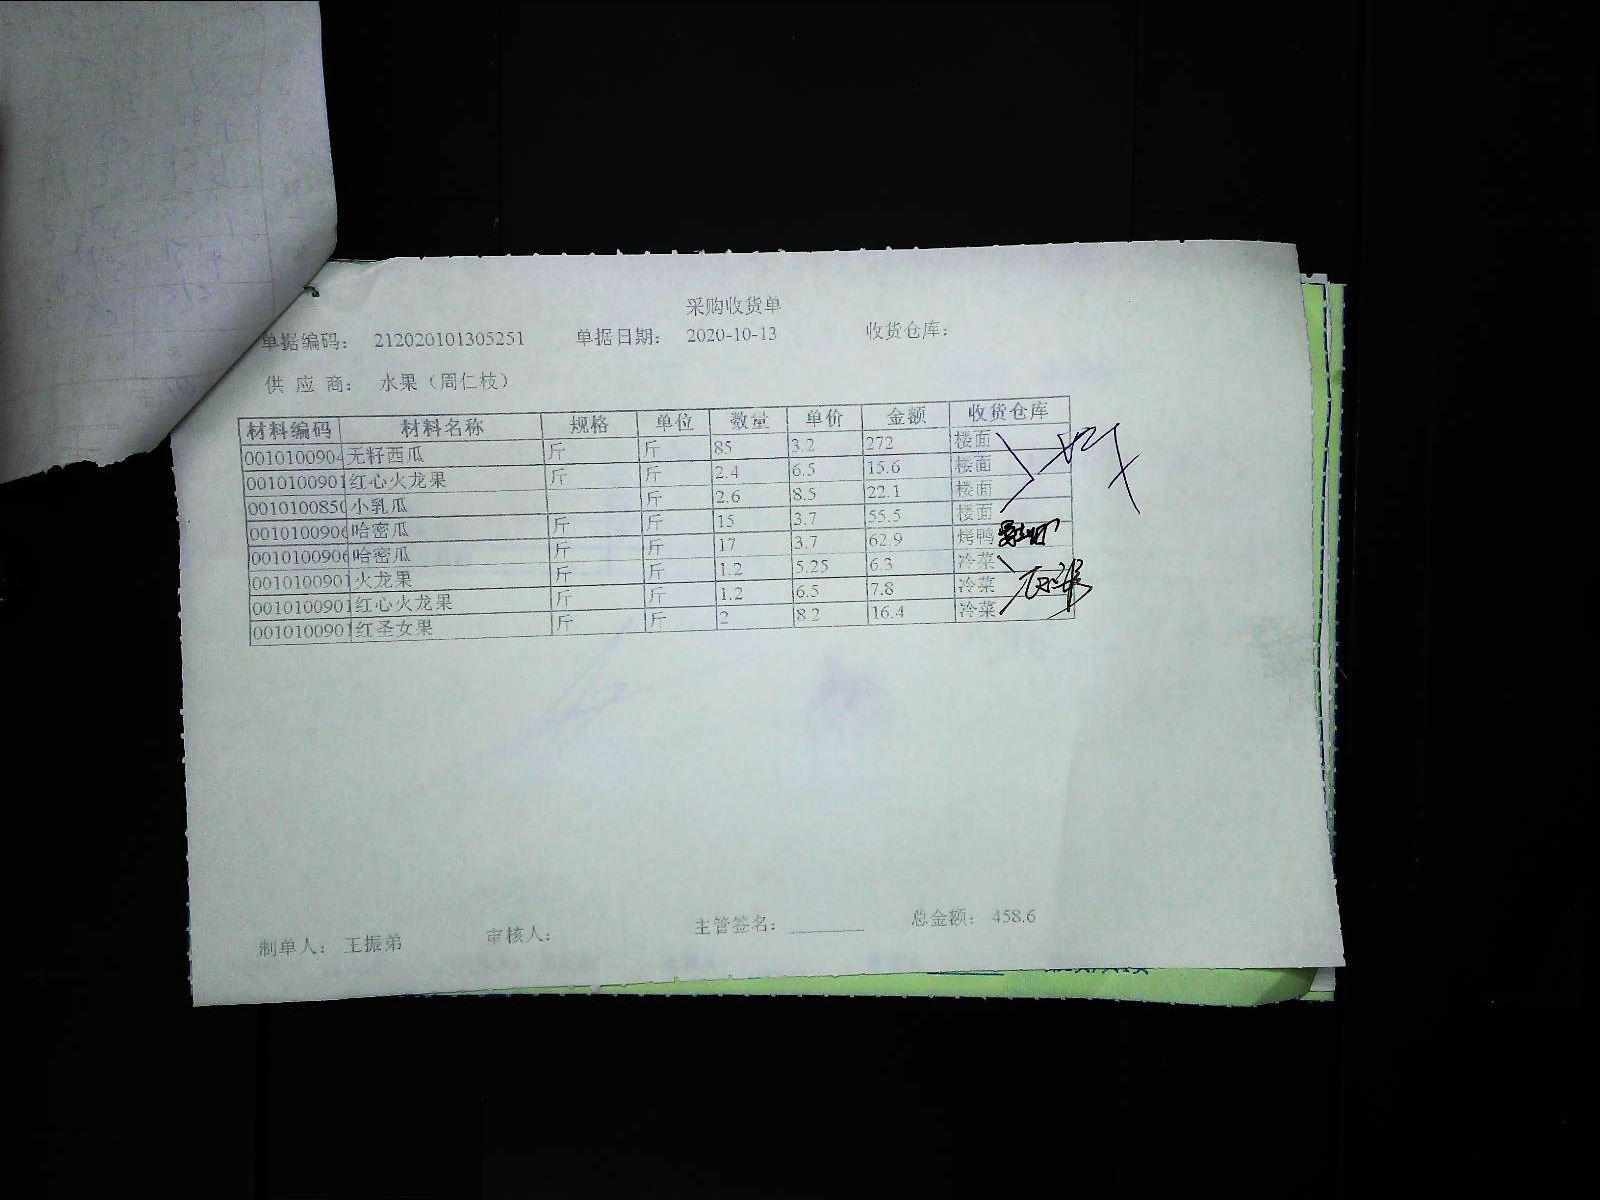 采购收货单
单据编码： 212020101305251 单据日期： 2020-10-13 收货仓库：
供 应 商： 水果（周仁枝）
材料编码 材料名称 规格 单位 数量 单价 金额 收货仓库
0010100904 无籽西瓜 斤 斤 85 3.2 272 楼面
0010100901 红心火龙果 斤 斤 2.4 6.5 15.6 楼面
0010100850 小乳瓜 斤 2.6 8.5 22.1 楼面
0010100906 哈密瓜 斤 斤 15 3.7 55.5 楼面
0010100906 哈密瓜 斤 斤 17 3.7 62.9 烤鸭
0010100901 火龙果 斤 斤 1.2 5.25 6.3 冷菜
0010100901 红心火龙果 斤 斤 1.2 6.5 7.8 冷菜
0010100901 红圣女果 斤 斤 2 8.2 16.4 冷菜
制单人： 王振弟 审核人： 主管签名： 总金额： 458.6